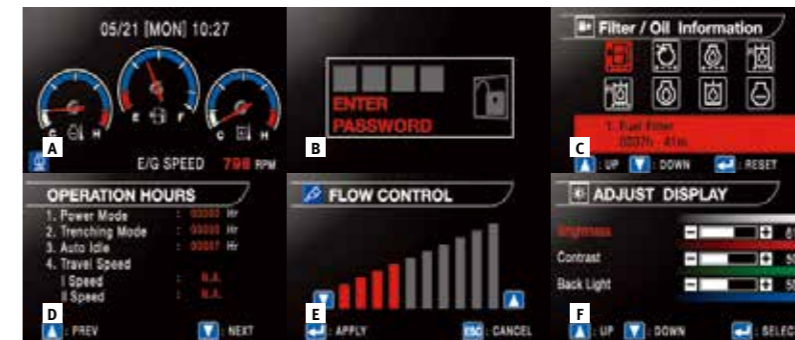 05/21 [MON] 10:27
C H
E F
C H
A
E/G SPEED 798 RPM
ENTER
PASSWORD
B
Filter / Oil Information
1. Fuel Filter
C
: UP : DOWN : RESET
OPERATION HOURS
1. Power Mode : Hr
2. Trenching Mode : Hr
3. Auto Idle : Hr
4. Travel Speed
I Speed : N.A.
II Speed : N.A.
D
: PREV : NEXT
FLOW CONTROL
E
: APPLY ESC : CANCEL
ADJUST DISPLAY
Brightness
Contrast
Back Light
F
: UP : DOWN : SELEC